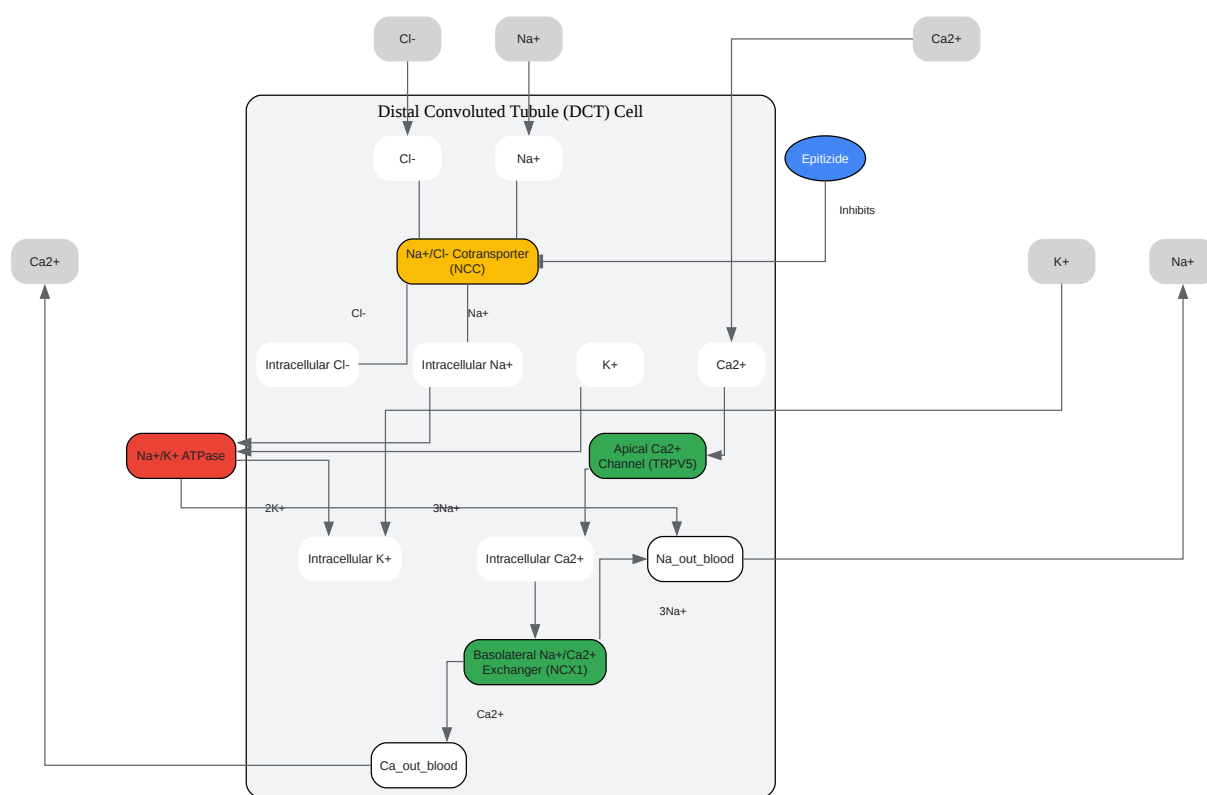 Cl-
Na+
Ca2+
Distal Convoluted Tubule (DCT) Cell
Cl-
Na+
Epitizide
Inhibits
Na+/Cl- Cotransporter
(NCC)
Ca2+
K+
Na+
Cl-
Na+
Intracellular Cl-
Intracellular Na+
K+
Ca2+
Na+/K+ ATPase
Apical Ca2+
Channel (TRPV5)
2K+
3Na+
Intracellular K+
Intracellular Ca2+
Na_out_blood
3Na+
Basolateral Na+/Ca2+
Exchanger (NCX1)
Ca2+
Ca_out_blood